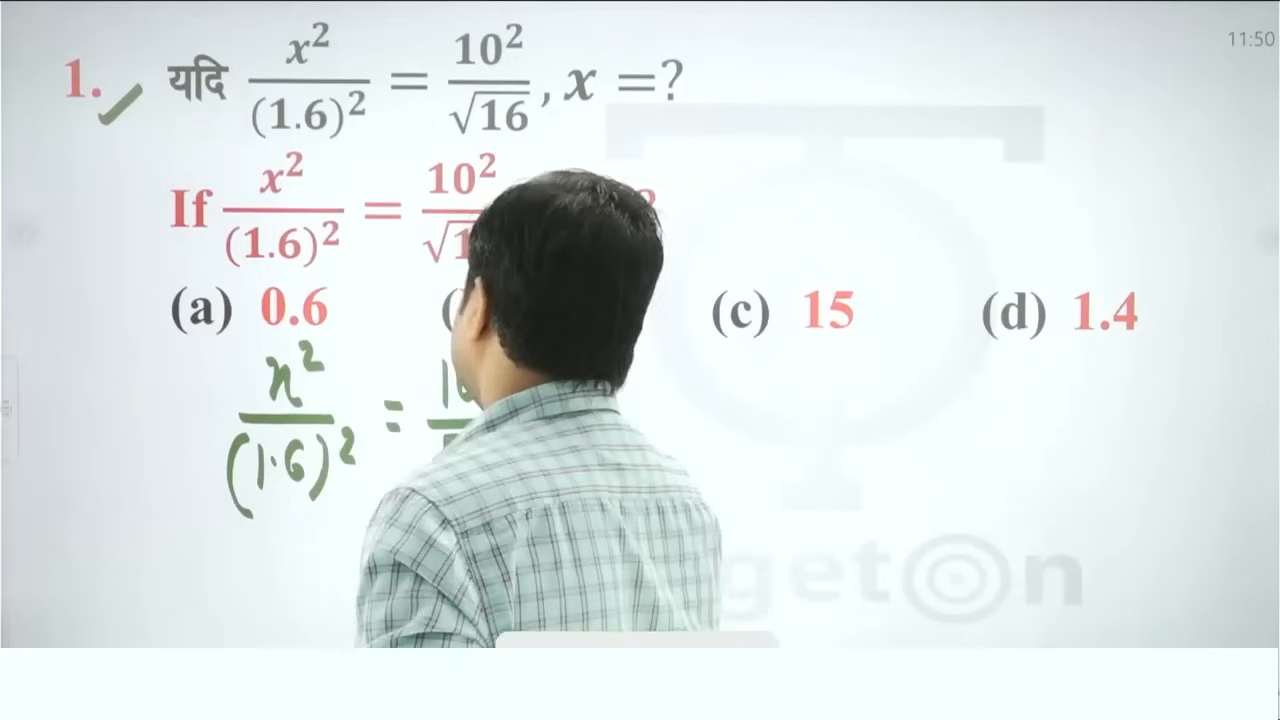 11:50
1. यदि x²/(1.6)² = 10²/√16, x =?
If x²/(1.6)² = 10²/√1
(a) 0.6 ( (c) 15 (d) 1.4
x²/(1.6)² = 1
get n